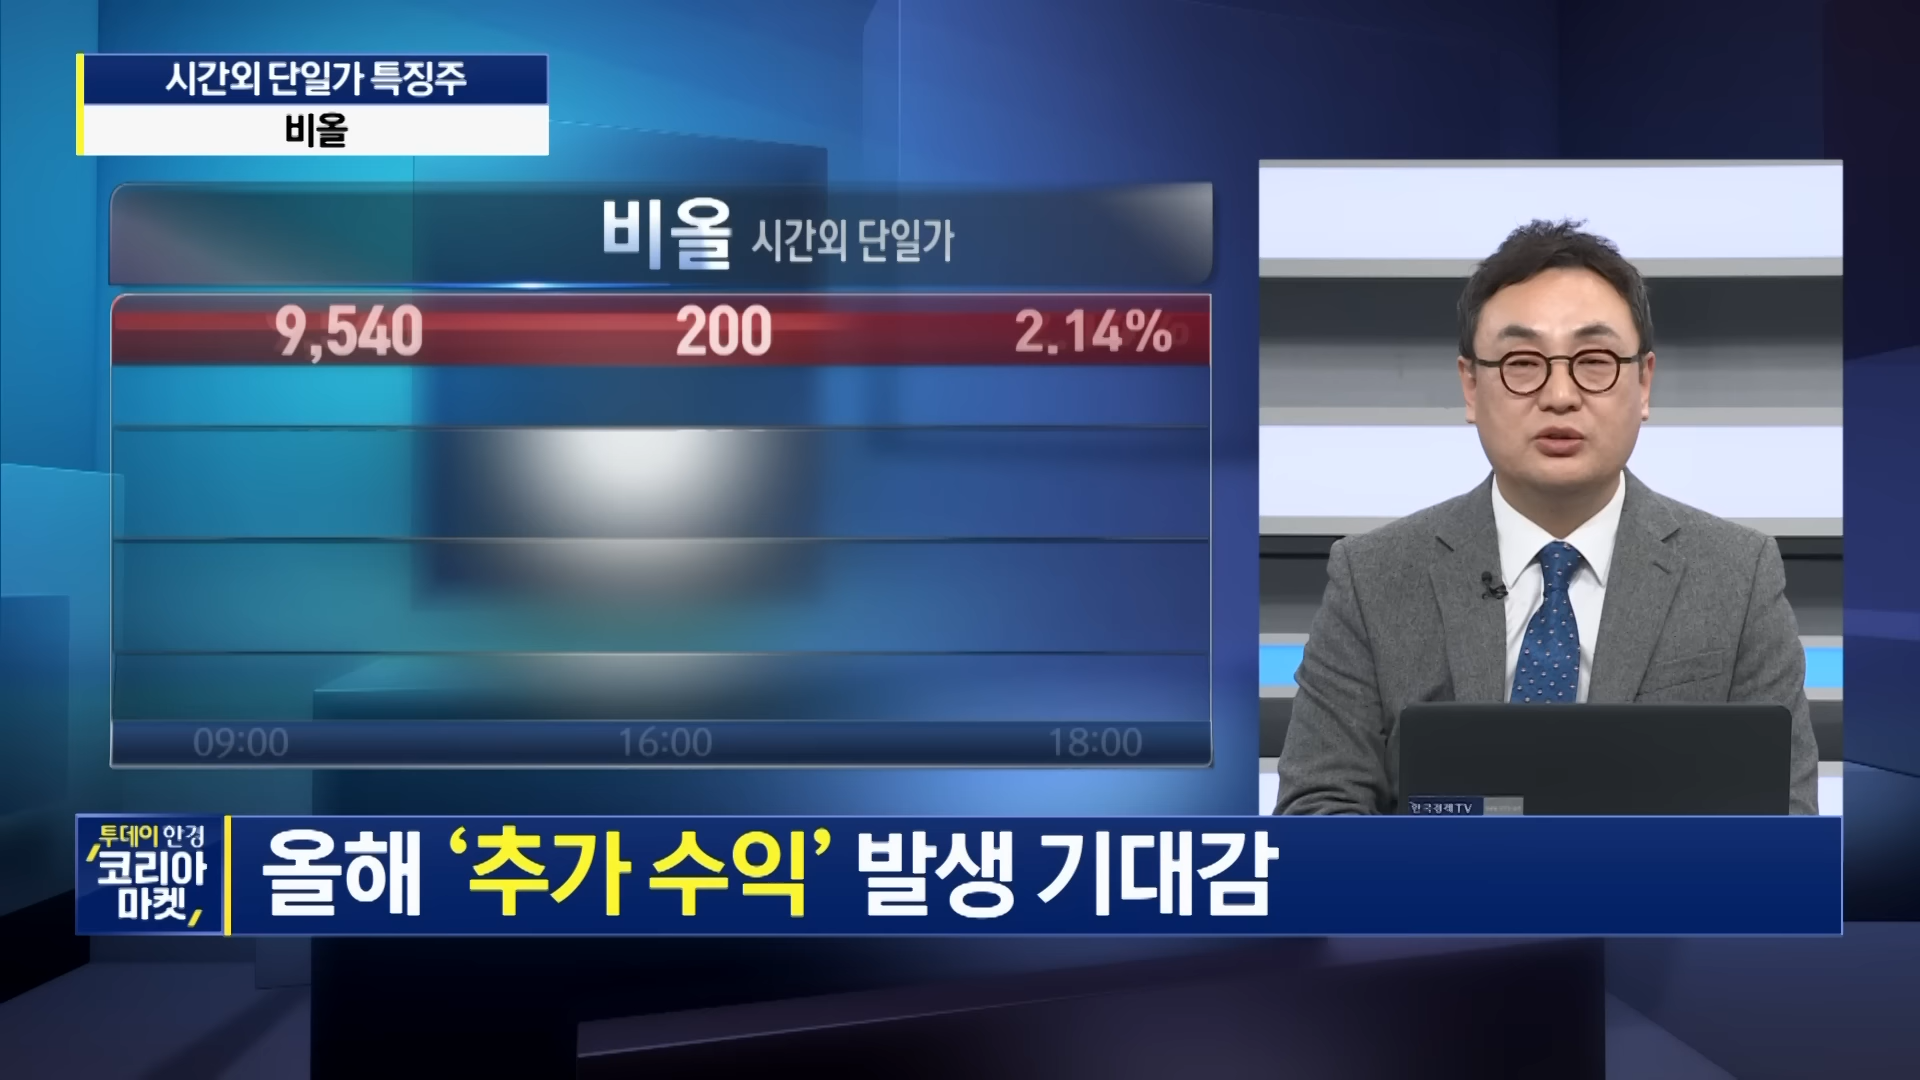 시간외 단일가 특징주
비올
비올 시간외 단일가
9,540 200 2.14%
09:00 16:00 18:00
한국경제TV
투데이 한경
코리아
마켓
올해 ‘추가 수익’ 발생 기대감